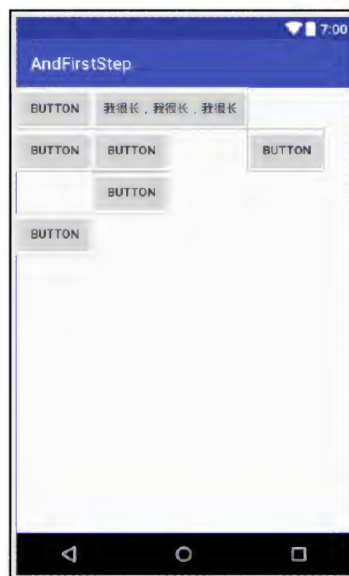 7:00
AndFirstStep
BUTTON 我很长，我很长，我很长
BUTTON BUTTON BUTTON
BUTTON
BUTTON